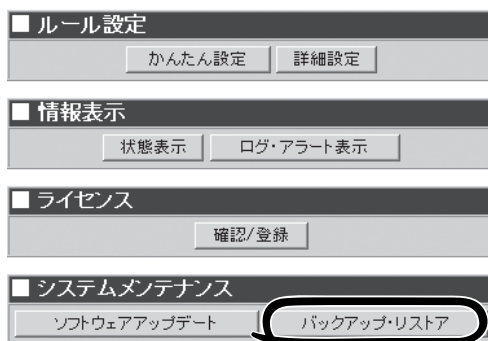 ■ ルール設定
かんたん設定 詳細設定
■ 情報表示
状態表示 ログ・アラート表示
■ ライセンス
確認/登録
■ システムメンテナンス
ソフトウェアアップデート バックアップ・リストア